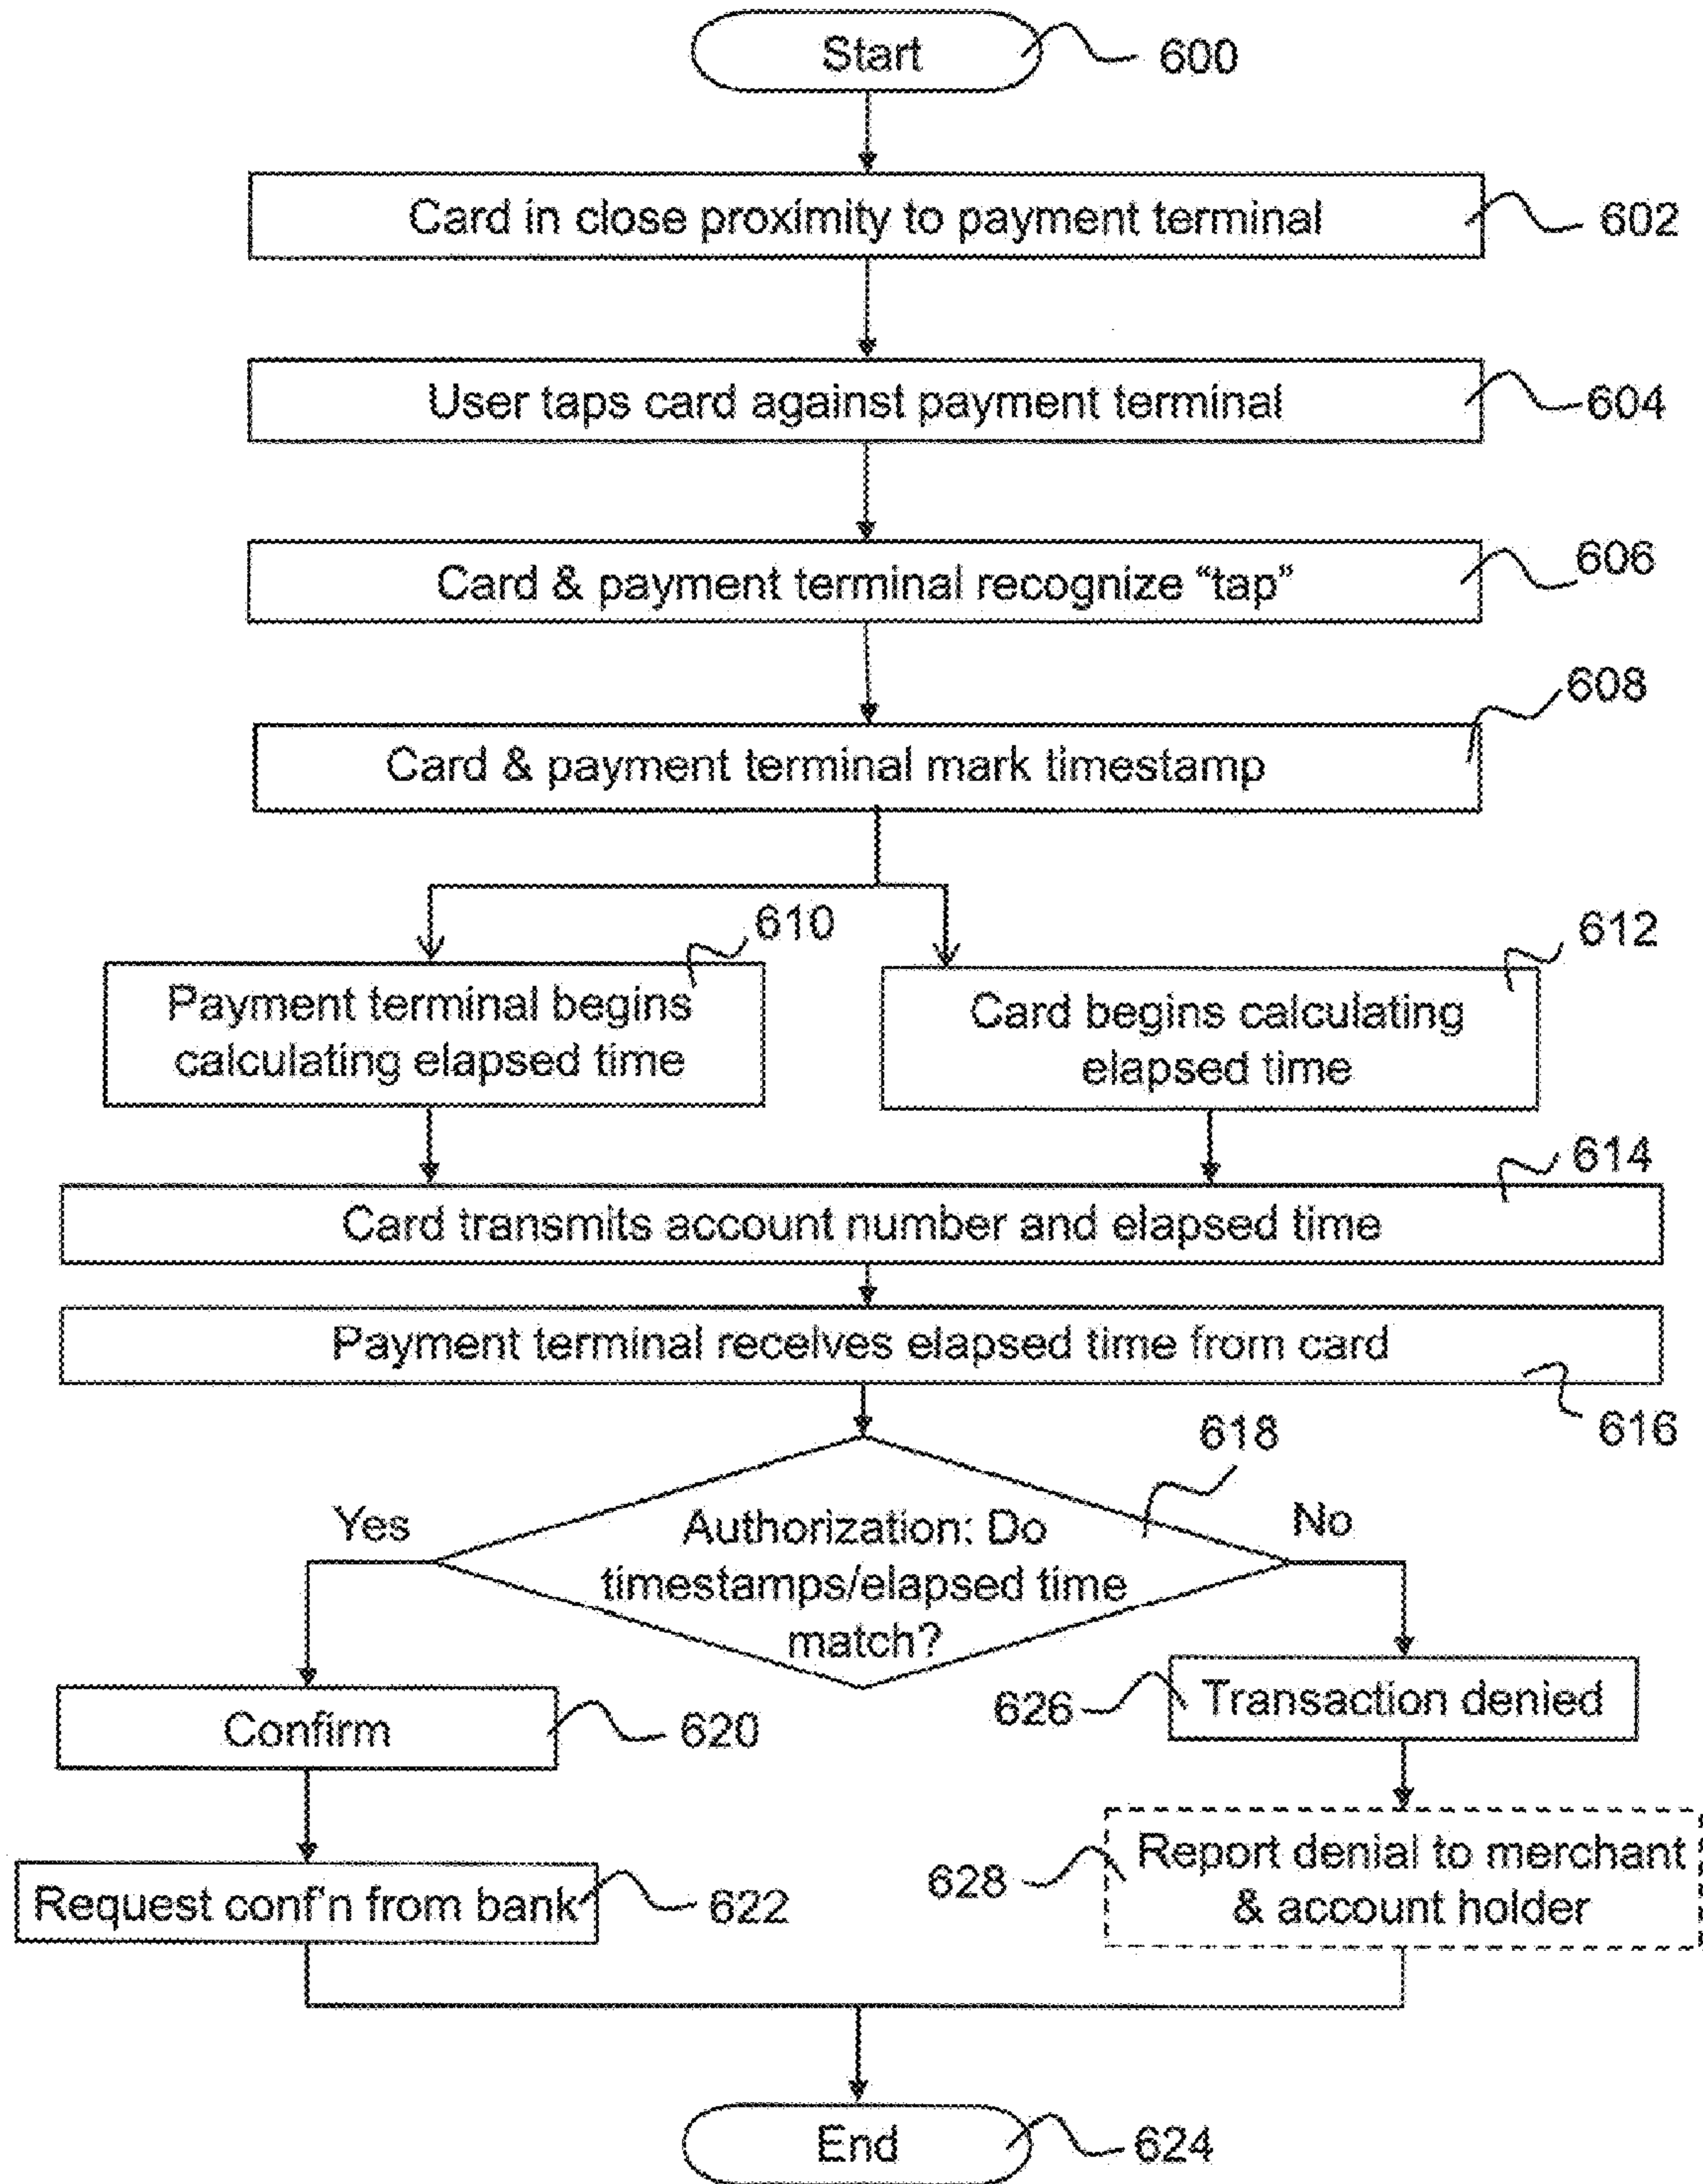 Start
600
Card in close proximity to payment terminal
602
User taps card against payment terminal
604
Card & payment terminal recognize “tap”
606
Card & payment terminal mark timestamp
608
610
612
Payment terminal begins
calculating elapsed time
Card begins calculating
elapsed time
614
Card transmits account number and elapsed time
Payment terminal receives elapsed time from card
616
618
Yes
No
Authorization: Do
timestamps/elapsed time
match?
Confirm
620
626
Transaction denied
Request conf'n from bank
622
628
Report denial to merchant
& account holder
End
624